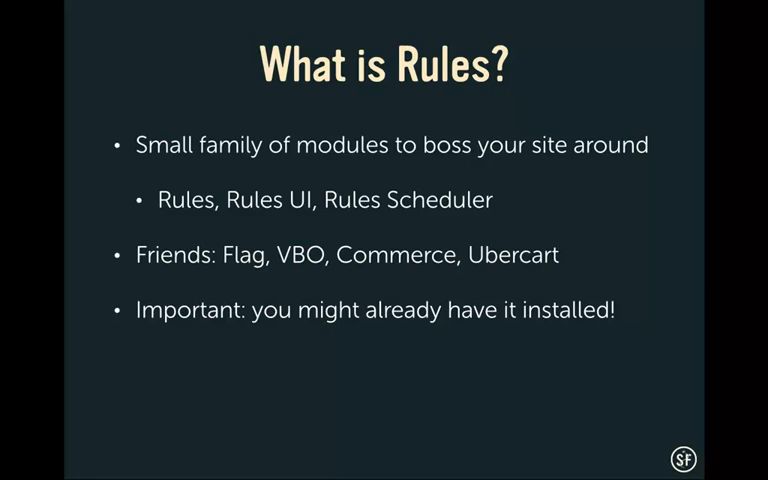 What is Rules?
• Small family of modules to boss your site around
• Rules, Rules UI, Rules Scheduler
• Friends: Flag, VBO, Commerce, Ubercart
• Important: you might already have it installed!
SF